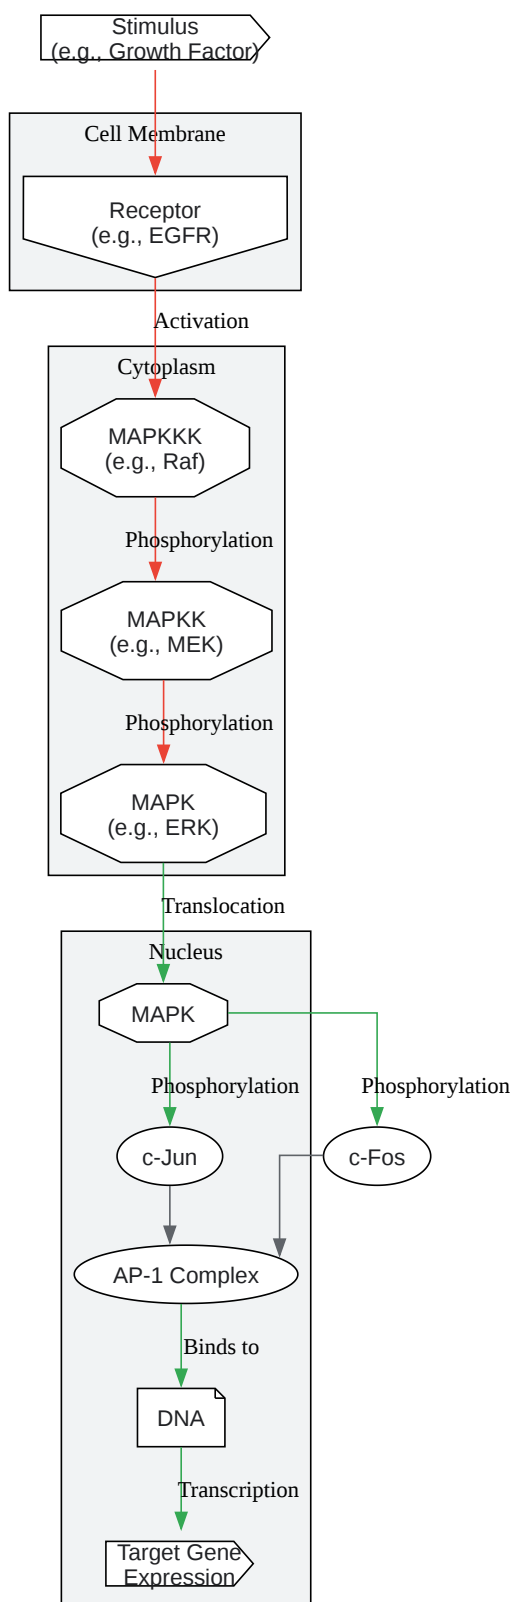 Stimulus
(e.g., Growth Factor)
Cell Membrane
Receptor
(e.g., EGFR)
Activation
Cytoplasm
MAPKKK
(e.g., Raf)
Phosphorylation
MAPKK
(e.g., MEK)
Phosphorylation
MAPK
(e.g., ERK)
Translocation
Nucleus
MAPK
Phosphorylation
Phosphorylation
c-Jun
c-Fos
AP-1 Complex
Binds to
DNA
Transcription
Target Gene
Expression